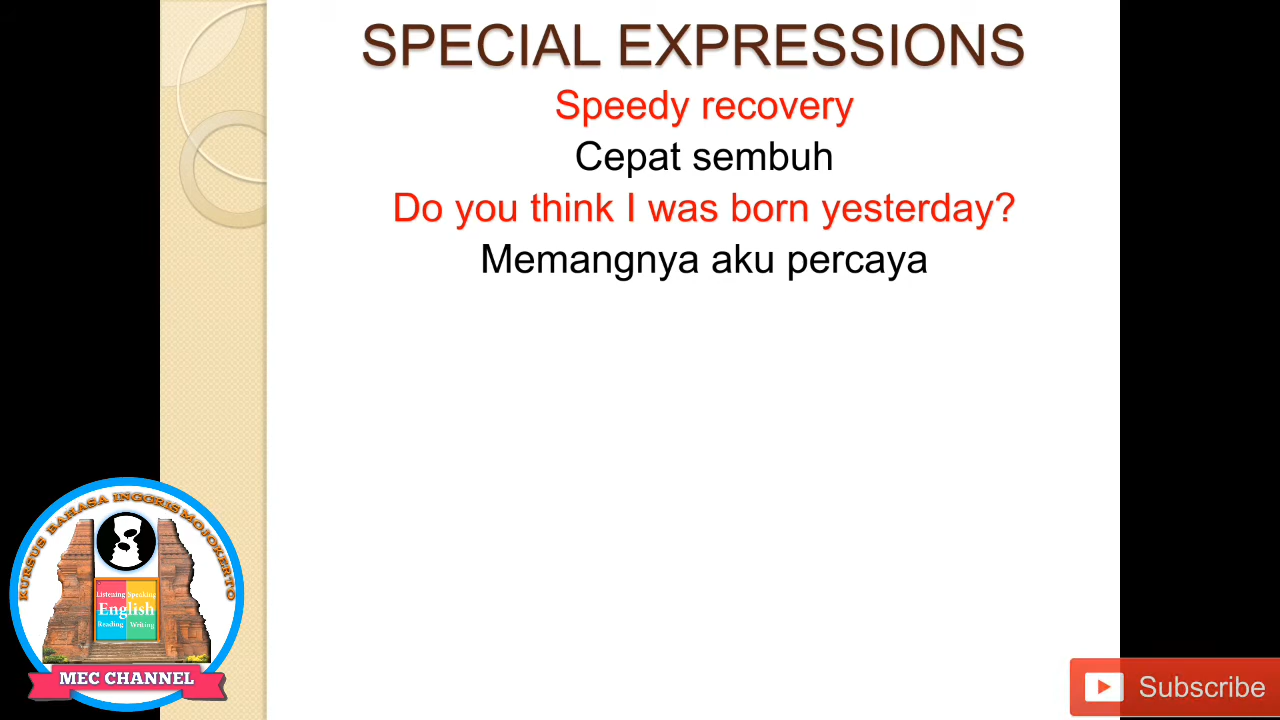 SPECIAL EXPRESSIONS
Speedy recovery
Cepat sembuh
Do you think I was born yesterday?
Memangnya aku percaya
KURSUS BAHASA INGGRIS MOJOKERTO
Listening Speaking
English
Reading Writing
MEC CHANNEL
Subscribe